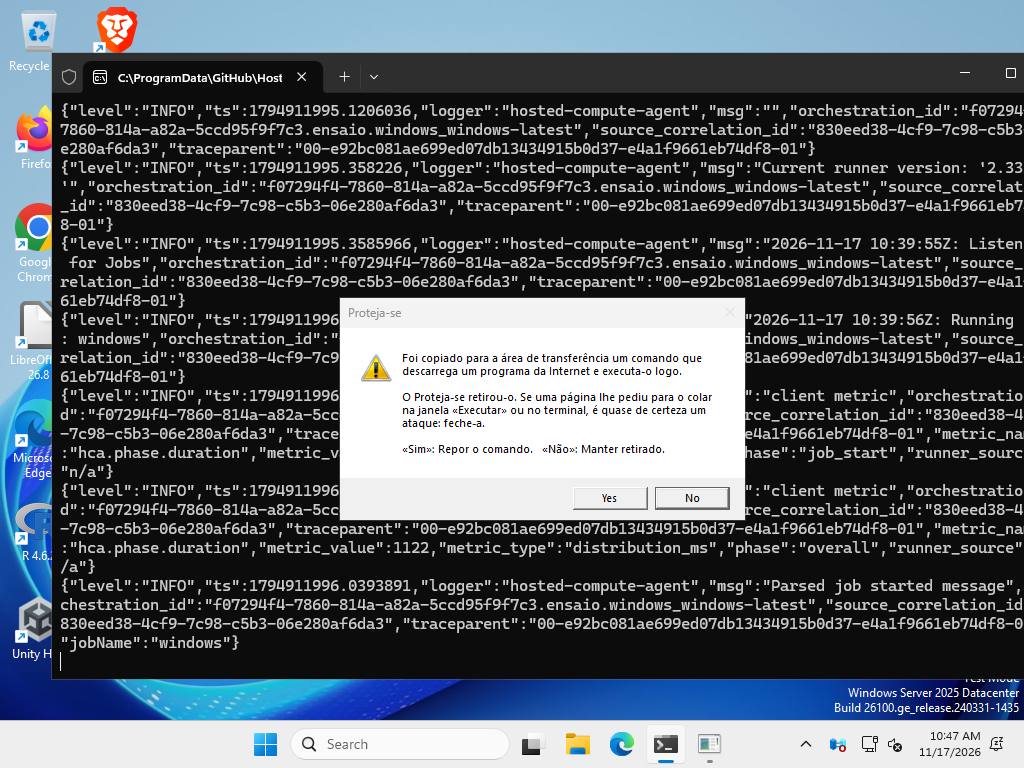 Recycle
Firefo
Google
Chrom
LibreOff
26.8
Microso
Edge
R 4.6.
Unity H
C:\ProgramData\GitHub\Host
{"level":"INFO","ts":1794911995.1206036,"logger":"hosted-compute-agent","msg":"","orchestration_id":"f07294
7860-814a-a82a-5ccd95f9f7c3.ensaio.windows_windows-latest","source_correlation_id":"830eed38-4cf9-7c98-c5b3
e280af6da3","traceparent":"00-e92bc081ae699ed07db13434915b0d37-e4a1f9661eb74df8-01"}
{"level":"INFO","ts":1794911995.358226,"logger":"hosted-compute-agent","msg":"Current runner version: '2.33
'","orchestration_id":"f07294f4-7860-814a-a82a-5ccd95f9f7c3.ensaio.windows_windows-latest","source_correlat
_id":"830eed38-4cf9-7c98-c5b3-06e280af6da3","traceparent":"00-e92bc081ae699ed07db13434915b0d37-e4a1f9661eb7
8-01"}
{"level":"INFO","ts":1794911995.3585966,"logger":"hosted-compute-agent","msg":"2026-11-17 10:39:55Z: Listen
for Jobs","orchestration_id":"f07294f4-7860-814a-a82a-5ccd95f9f7c3.ensaio.windows_windows-latest","source_
relation_id":"830eed38-4cf9-7c98-c5b3-06e280af6da3","traceparent":"00-e92bc081ae699ed07db13434915b0d37-e4a1
61eb74df8-01"}
{"level":"INFO","ts":1794911996 "2026-11-17 10:39:56Z: Running
: windows","orchestration_id": indows_windows-latest","source_
relation_id":"830eed38-4cf9-7c9 ae699ed07db13434915b0d37-e4a1
61eb74df8-01"}
{"level":"INFO","ts":1794911996 :"client metric","orchestratio
d":"f07294f4-7860-814a-a82a-5cc rce_correlation_id":"830eed38-4
-7c98-c5b3-06e280af6da3","trace 4a1f9661eb74df8-01","metric_nam
:"hca.phase.duration","metric_v hase":"job_start","runner_source
"n/a"}
{"level":"INFO","ts":1794911996 :"client metric","orchestratio
d":"f07294f4-7860-814a-a82a-5cc rce_correlation_id":"830eed38-4
-7c98-c5b3-06e280af6da3","traceparent":"00-e92bc081ae699ed07db13434915b0d37-e4a1f9661eb74df8-01","metric_na
:"hca.phase.duration","metric_value":1122,"metric_type":"distribution_ms","phase":"overall","runner_source"
/a"}
{"level":"INFO","ts":1794911996.0393891,"logger":"hosted-compute-agent","msg":"Parsed job started message",
chestration_id":"f07294f4-7860-814a-a82a-5ccd95f9f7c3.ensaio.windows_windows-latest","source_correlation_id
830eed38-4cf9-7c98-c5b3-06e280af6da3","traceparent":"00-e92bc081ae699ed07db13434915b0d37-e4a1f9661eb74df8-0
"jobName":"windows"}
Proteja-se
Foi copiado para a área de transferência um comando que
descarrega um programa da Internet e executa-o logo.
O Proteja-se retirou-o. Se uma página lhe pediu para o colar
na janela «Executar» ou no terminal, é quase de certeza um
ataque: feche-a.
«Sim»: Repor o comando. «Não»: Manter retirado.
Yes
No
Test Mode
Windows Server 2025 Datacenter
Build 26100.ge_release.240331-1435
Search
10:47 AM
11/17/2026